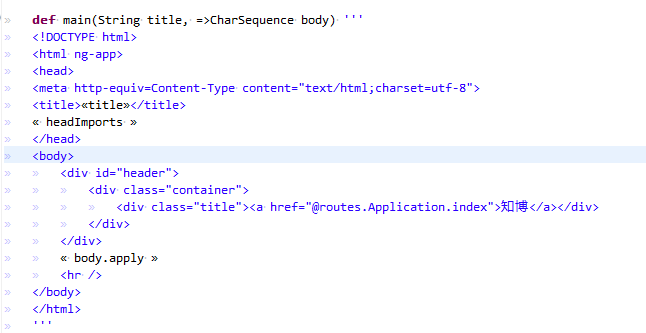 def main(String title, =>CharSequence body) '''
<!DOCTYPE html>
<html ng-app>
<head>
<meta http-equiv=Content-Type content="text/html;charset=utf-8">
<title>«title»</title>
« headImports »
</head>
<body>
<div id="header">
<div class="container">
<div class="title"><a href="@routes.Application.index">知博</a></div>
</div>
</div>
« body.apply »
<hr />
</body>
</html>
'''